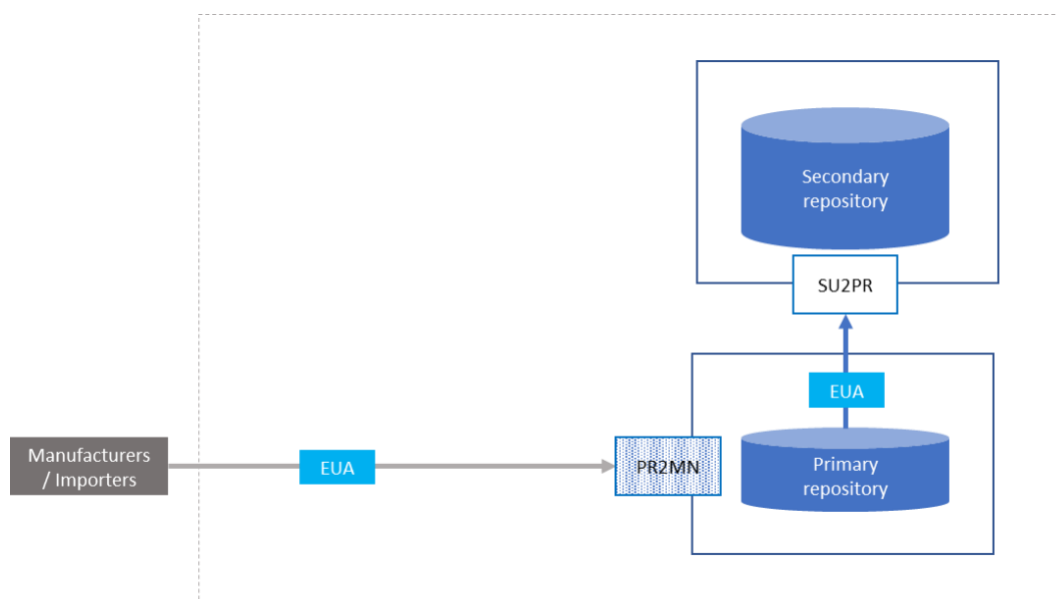 Secondary
repository
SU2PR
EUA
Manufacturers
/ Importers
EUA
PR2MN
Primary
repository